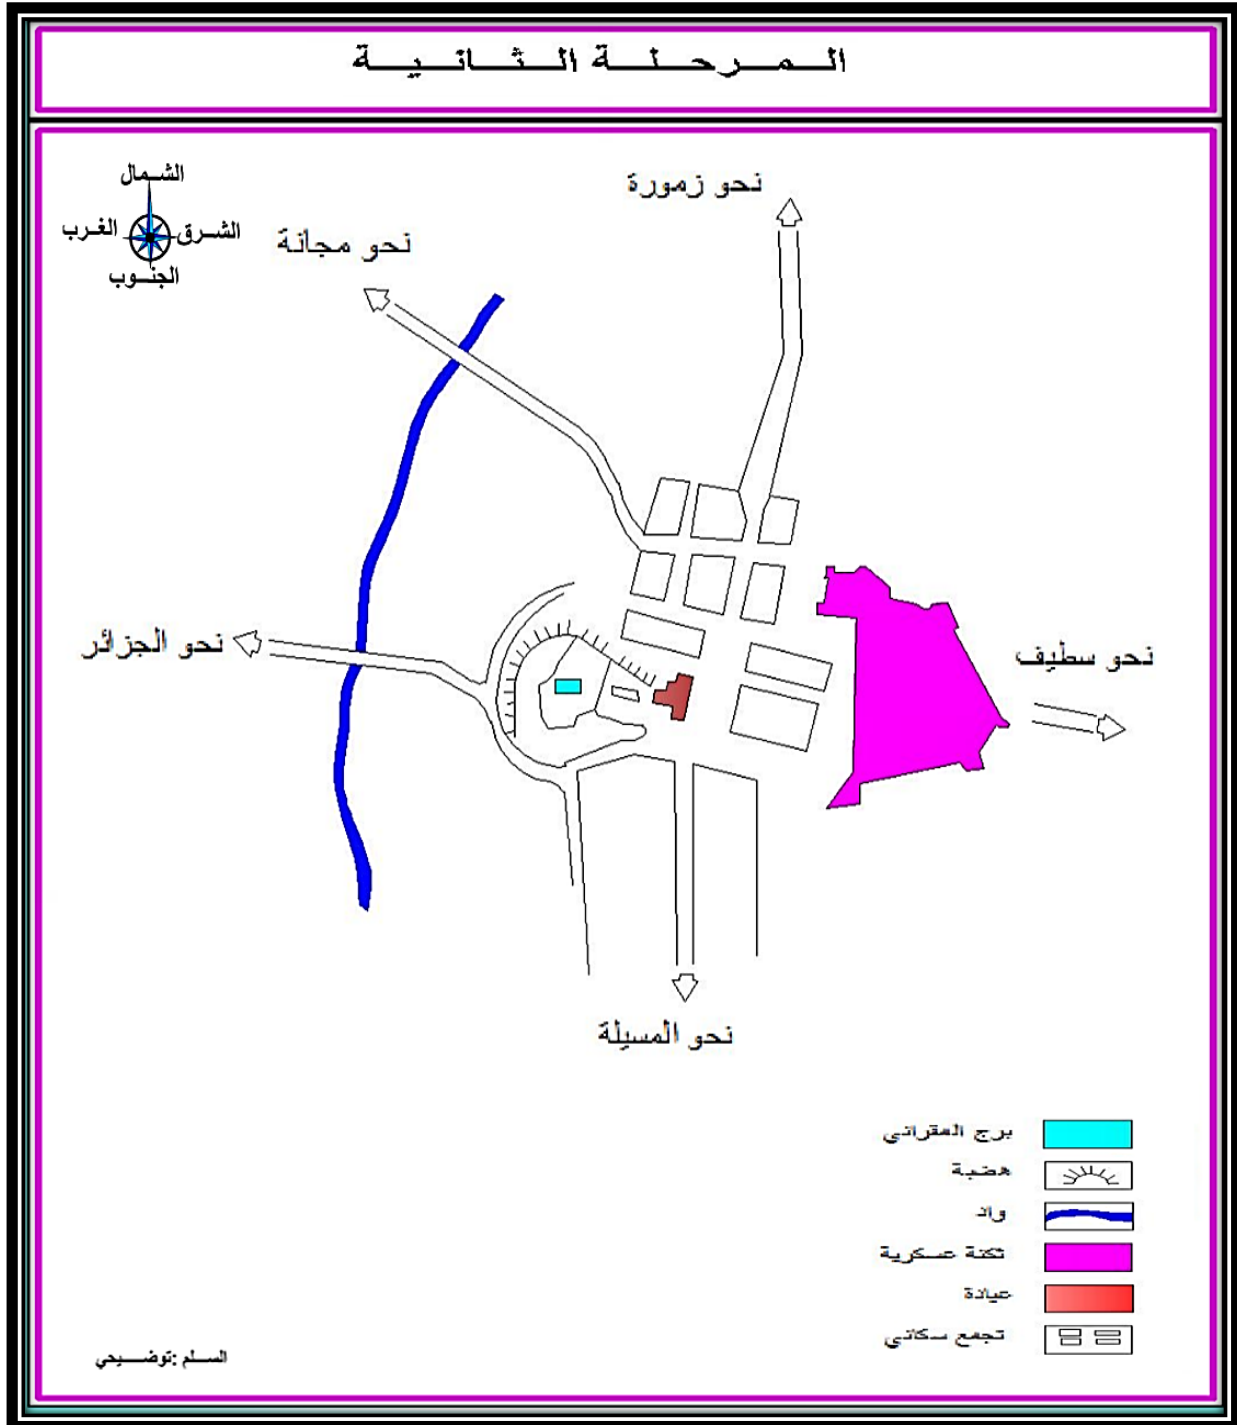 المرحلة الثانية
الشمال
الغرب
الشرق
الجنوب
نحو زمورة
نحو مجانة
نحو الجزائر
نحو سطيف
نحو المسيلة
برج المقراني
هضبة
واد
ثكنة عسكرية
عيادة
تجمع سكاني
السلم :توضيحي